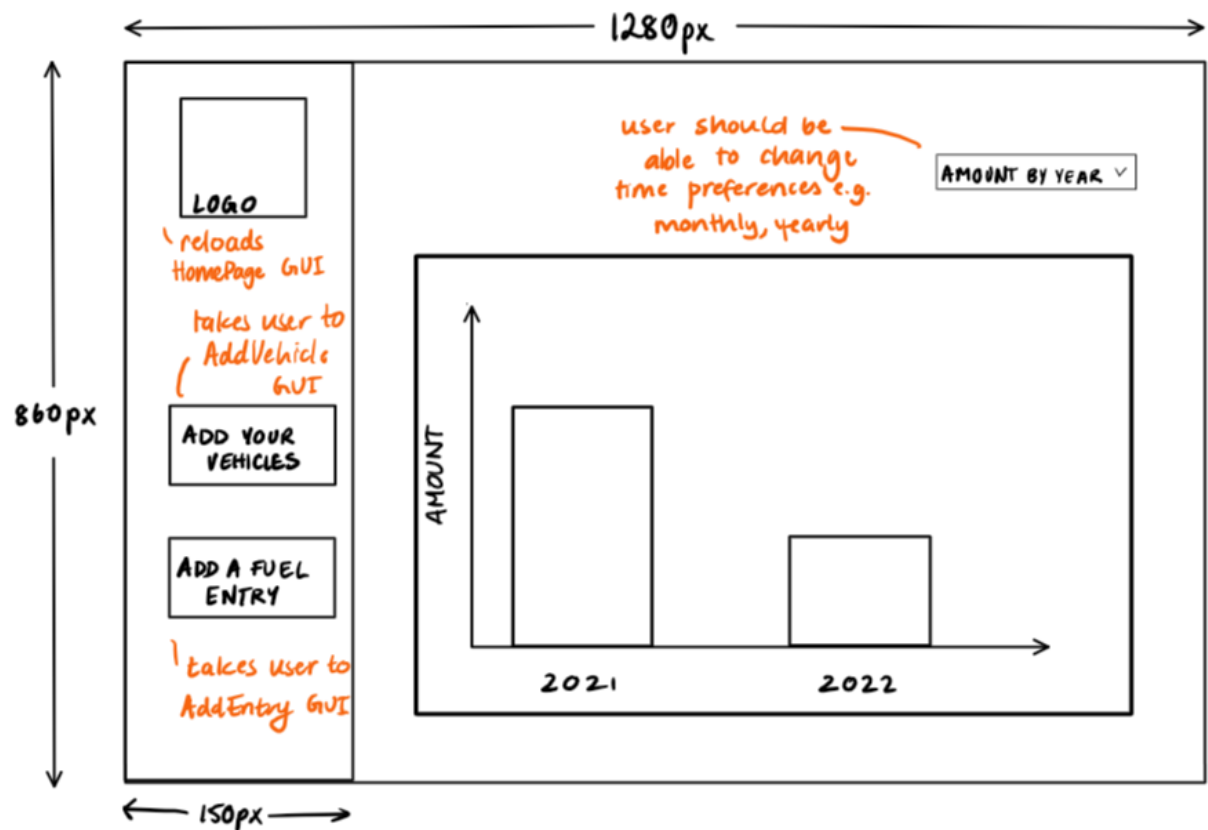 1280px
860px
LOGO
reloads
HomePage GUI
takes user to
AddVehicle
GUI
ADD YOUR
VEHICLES
ADD A FUEL
ENTRY
takes user to
AddEntry GUI
150px
user should be
able to change
time preferences e.g.
monthly, yearly
AMOUNT BY YEAR
AMOUNT
2021
2022